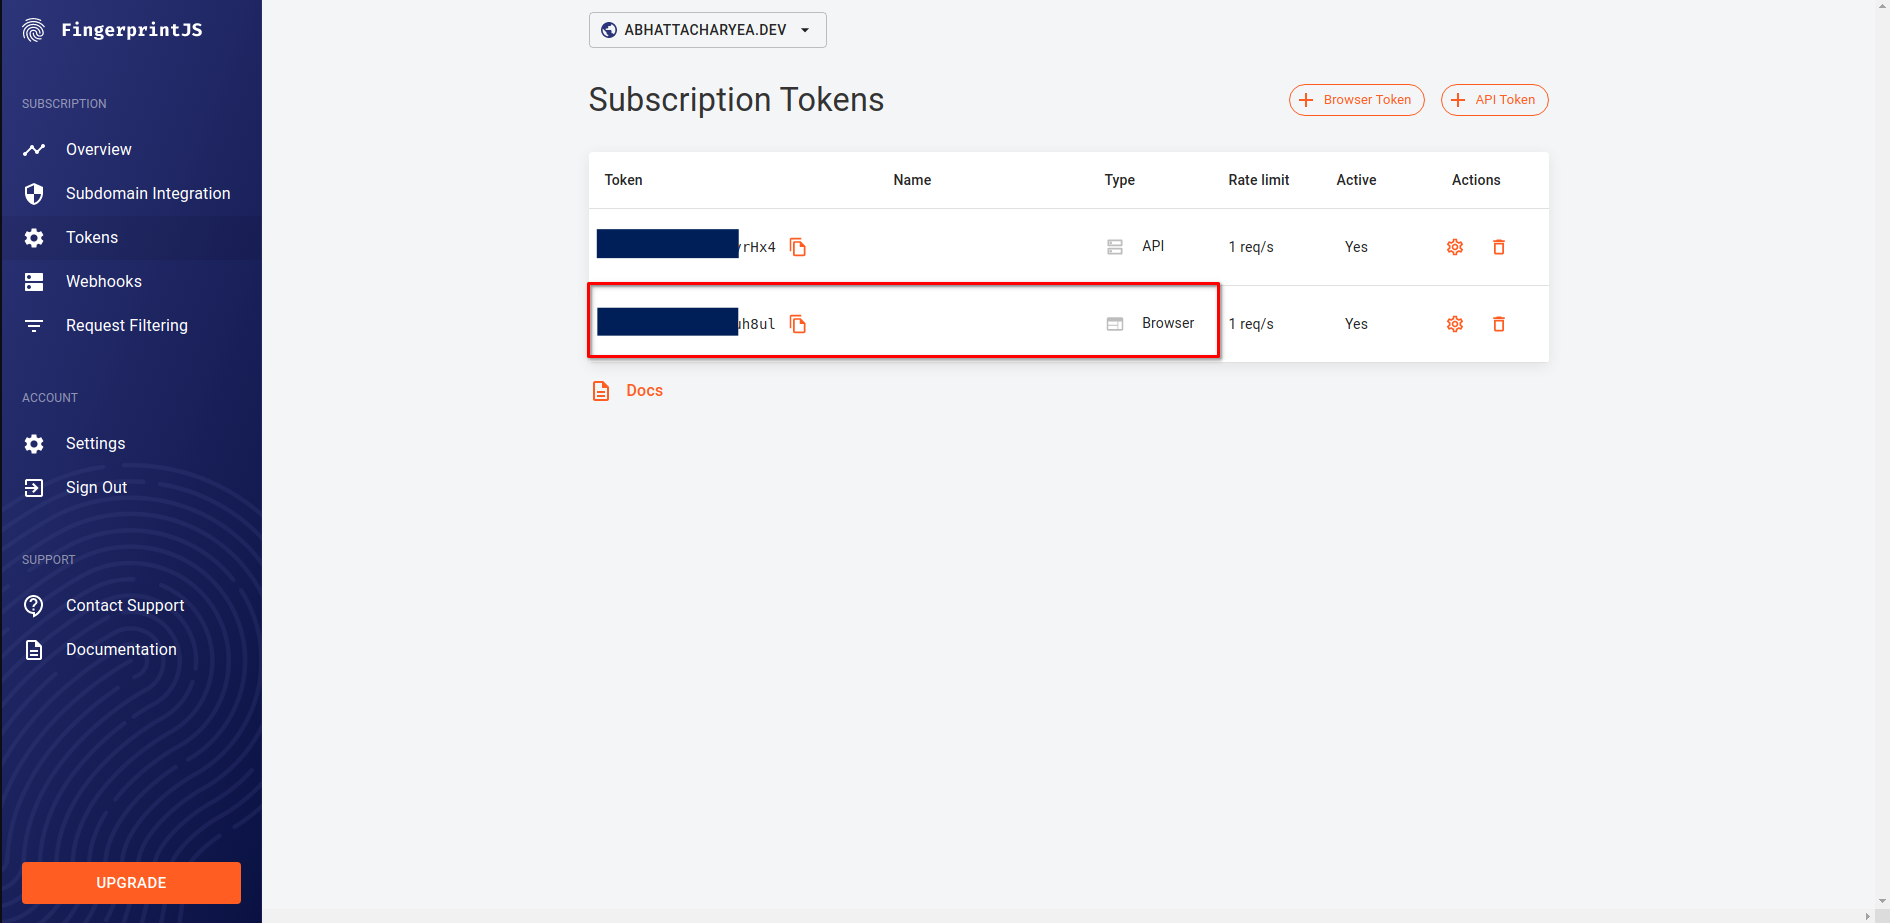 FingerprintJS
SUBSCRIPTION
Overview
Subdomain Integration
Tokens
Webhooks
Request Filtering
ACCOUNT
Settings
Sign Out
SUPPORT
Contact Support
Documentation
UPGRADE
ABHATTACHARYEA.DEV
Subscription Tokens
Browser Token
API Token
Token Name Type Rate limit Active Actions
rHx4 API 1 req/s Yes
h8ul Browser 1 req/s Yes
Docs